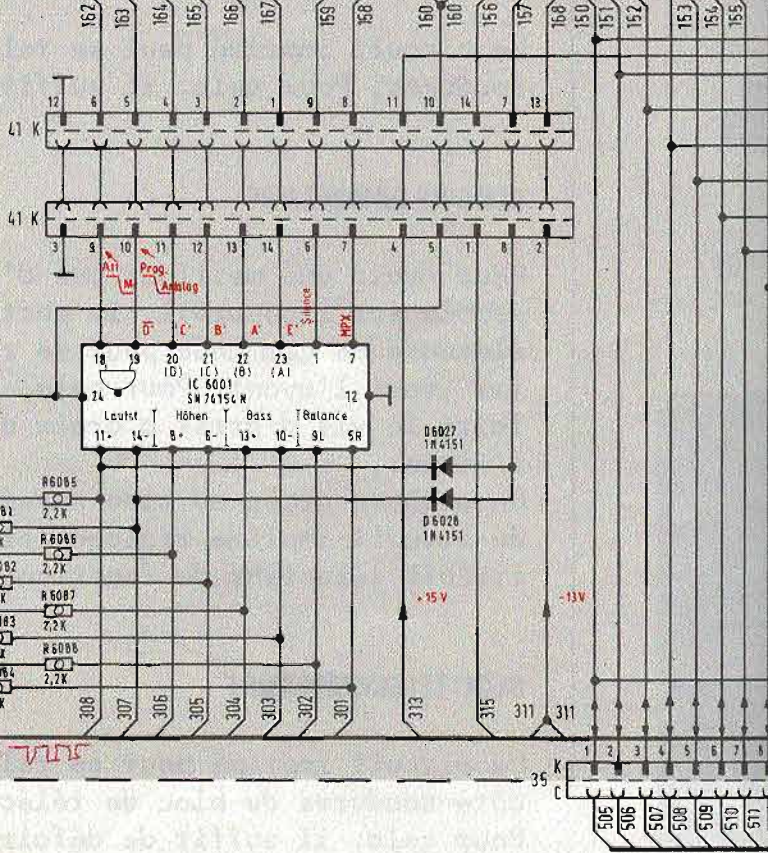 162 163 165 166 167 159 158 160 160 156 157 168 150 151 152 153 154 155
164
12 6 5 4 3 2 1 9 8 11 10 14 7 13
41 K
41 K
3 9 10 11 12 13 14 6 7 4 5 1 8 2
Prog.
M Analog
Silence
D' C' B' A' E' MPX
18 19 20 21 22 23 1 7
(D) (C) (B) (A)
IC 6001
SN 74154 N
24 12
Lautst Höhen Bass Balance
11+ 14- 8+ 6- 13+ 10- 9L 5R
D6027
1N4151
D6028
1N4151
R6085
2,2K
R6086
2,2K
R6087
2,2K
R6088
2,2K
+15V
-13V
308 307 306 305 304 303 302 301 313 315 311 311
1 2 3 4 5 6 7 8
K
35
C
505 506 507 508 509 510 511